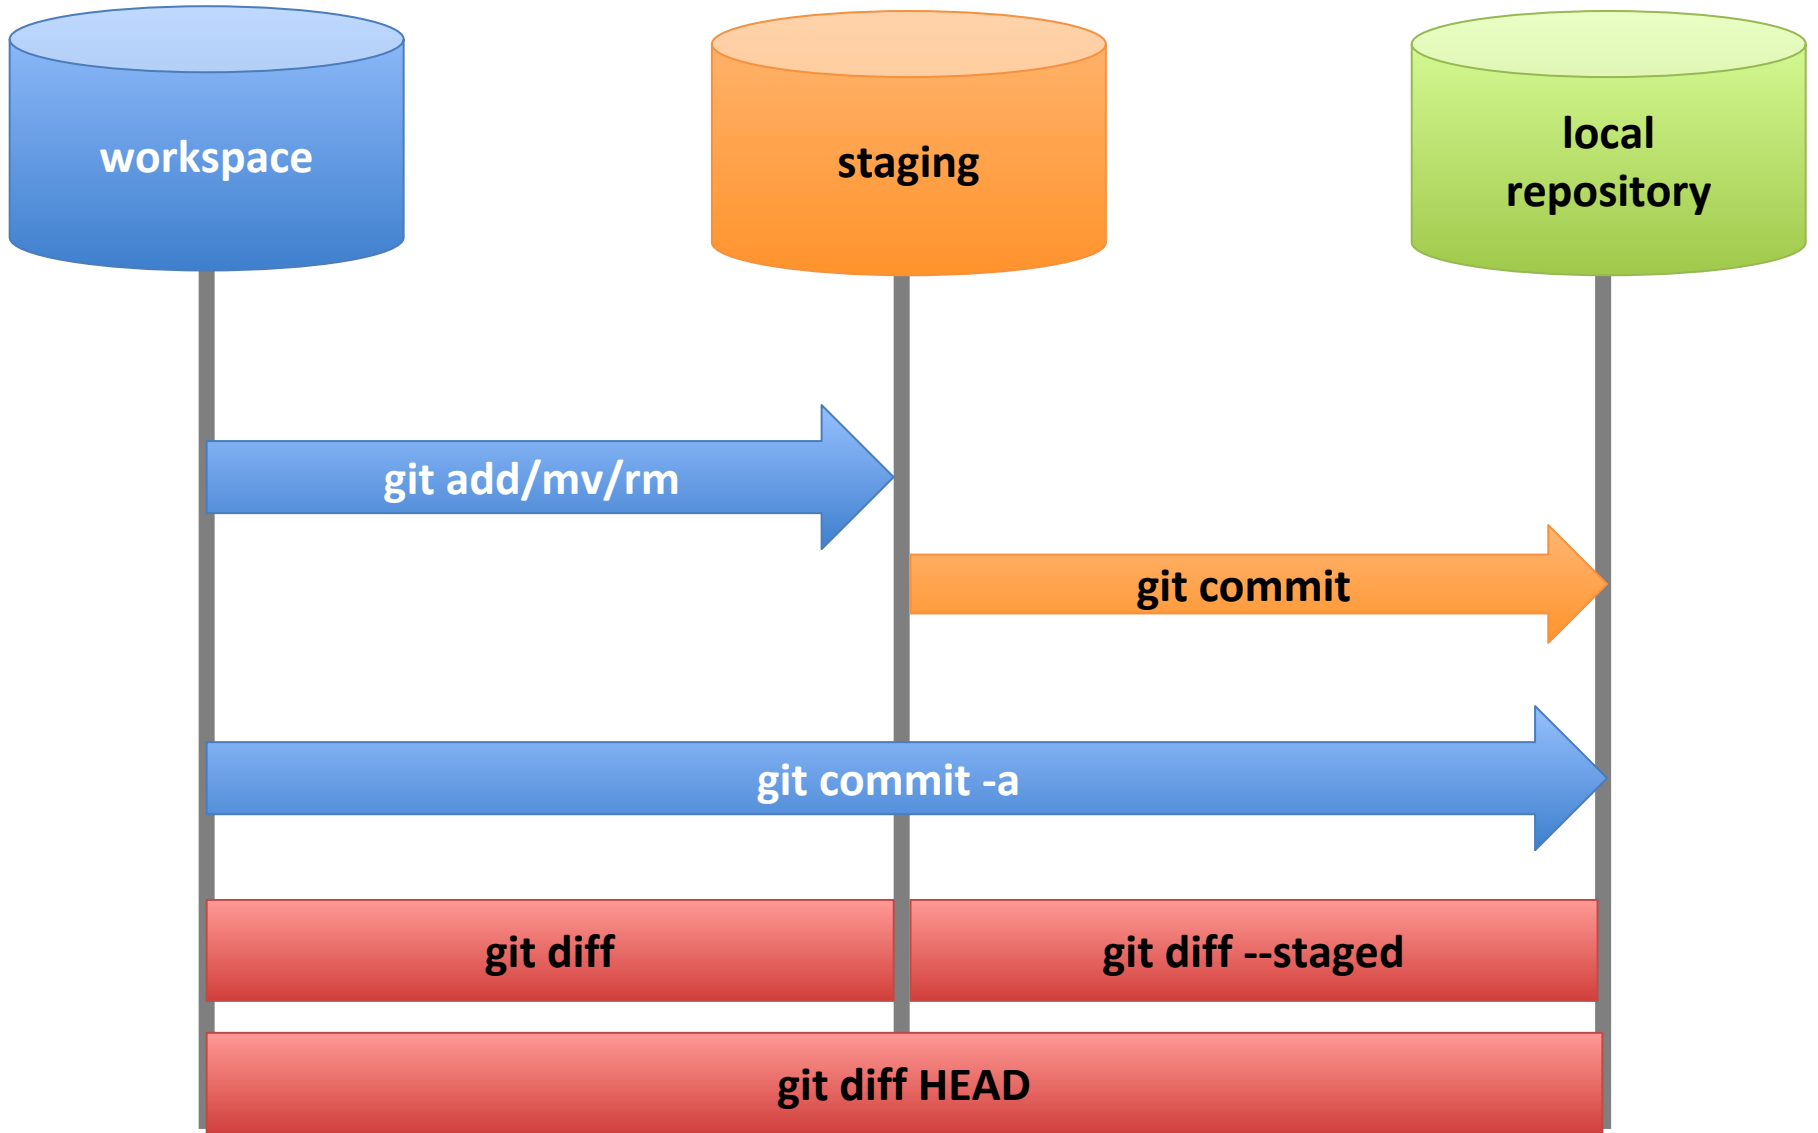 workspace
staging
local
repository
git add/mv/rm
git commit
git commit -a
git diff
git diff --staged
git diff HEAD